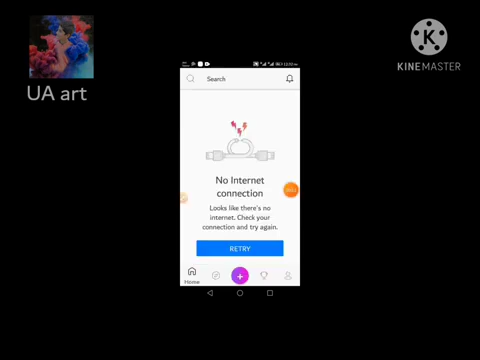 KINEMASTER
UA art
Search
No Internet
connection
Looks like there's no
internet. Check your
connection and try again.
RETRY
Home